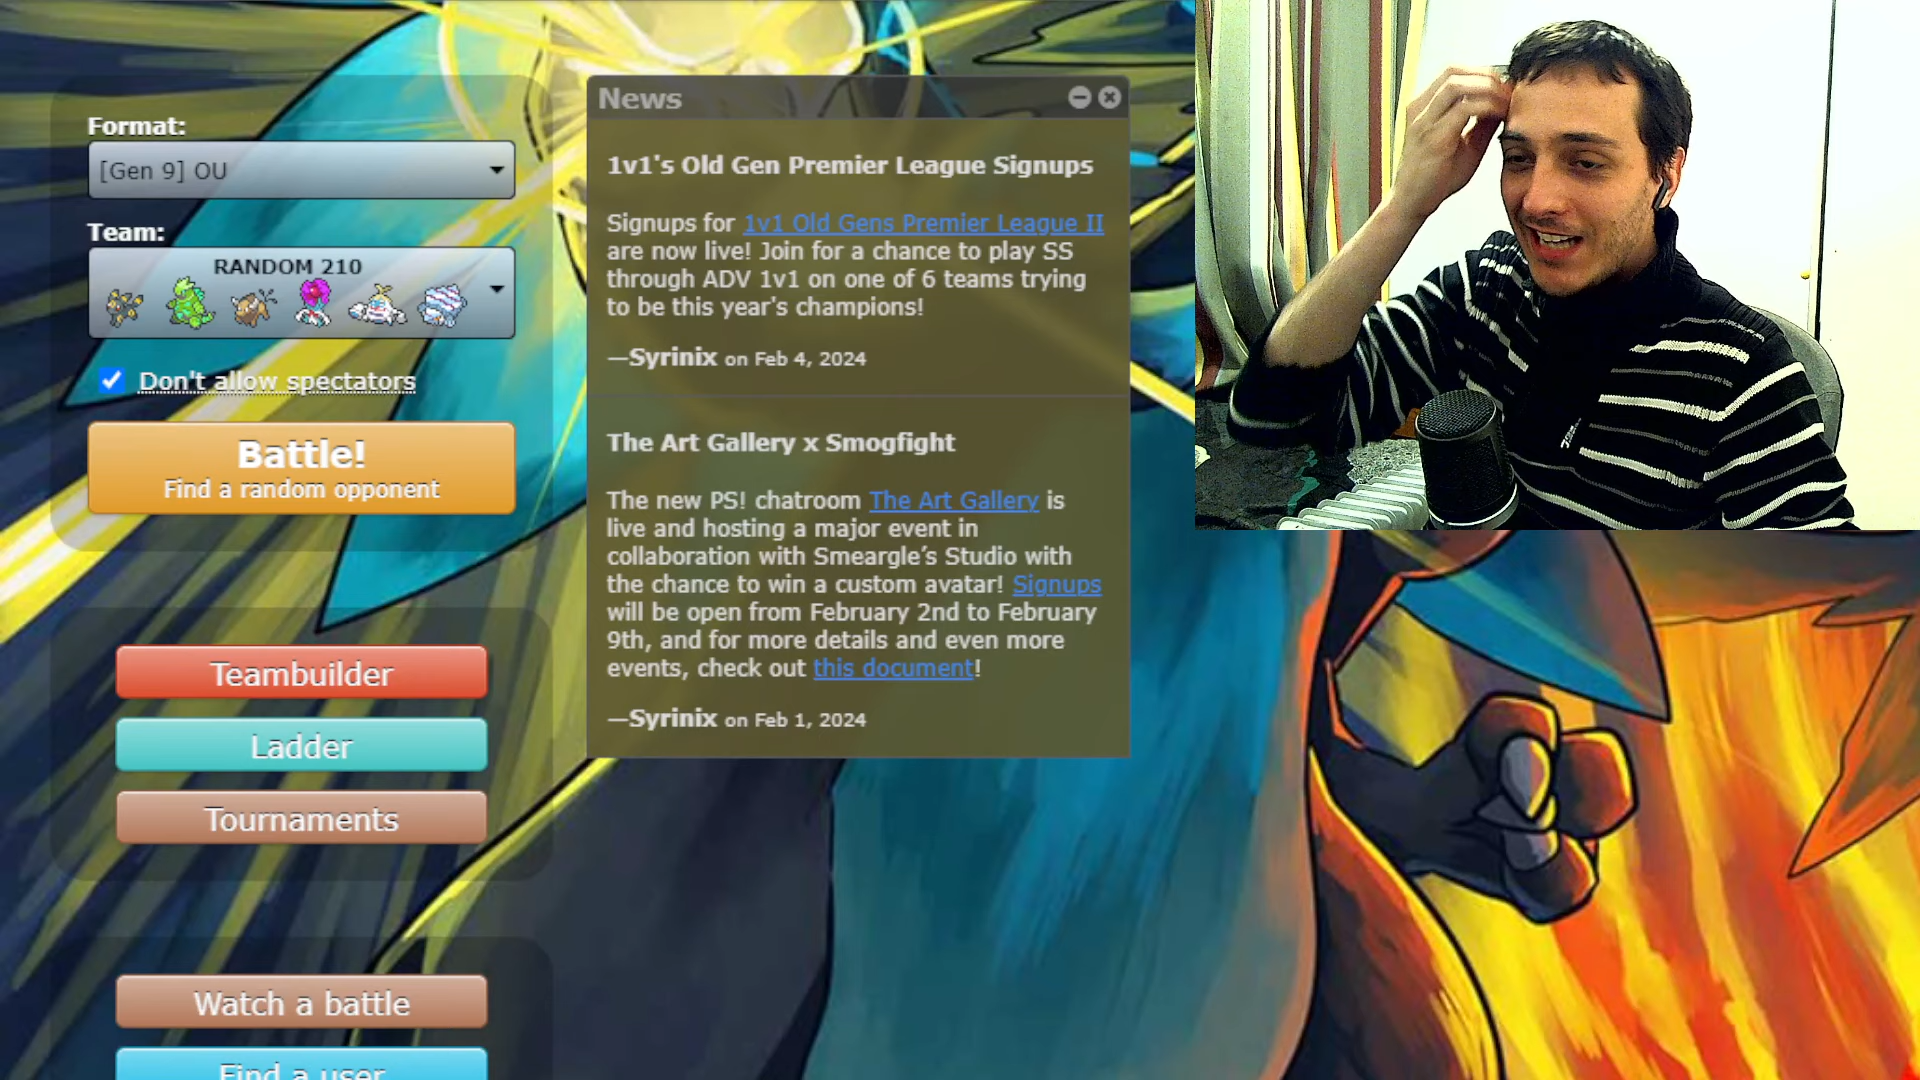 Format:
[Gen 9] OU
Team:
RANDOM 210
Don't allow spectators
Battle!
Find a random opponent
Teambuilder
Ladder
Tournaments
Watch a battle
Find a user
News
1v1's Old Gen Premier League Signups
Signups for 1v1 Old Gens Premier League II
are now live! Join for a chance to play SS
through ADV 1v1 on one of 6 teams trying
to be this year's champions!
—Syrinix on Feb 4, 2024
The Art Gallery x Smogfight
The new PS! chatroom The Art Gallery is
live and hosting a major event in
collaboration with Smeargle’s Studio with
the chance to win a custom avatar! Signups
will be open from February 2nd to February
9th, and for more details and even more
events, check out this document!
—Syrinix on Feb 1, 2024